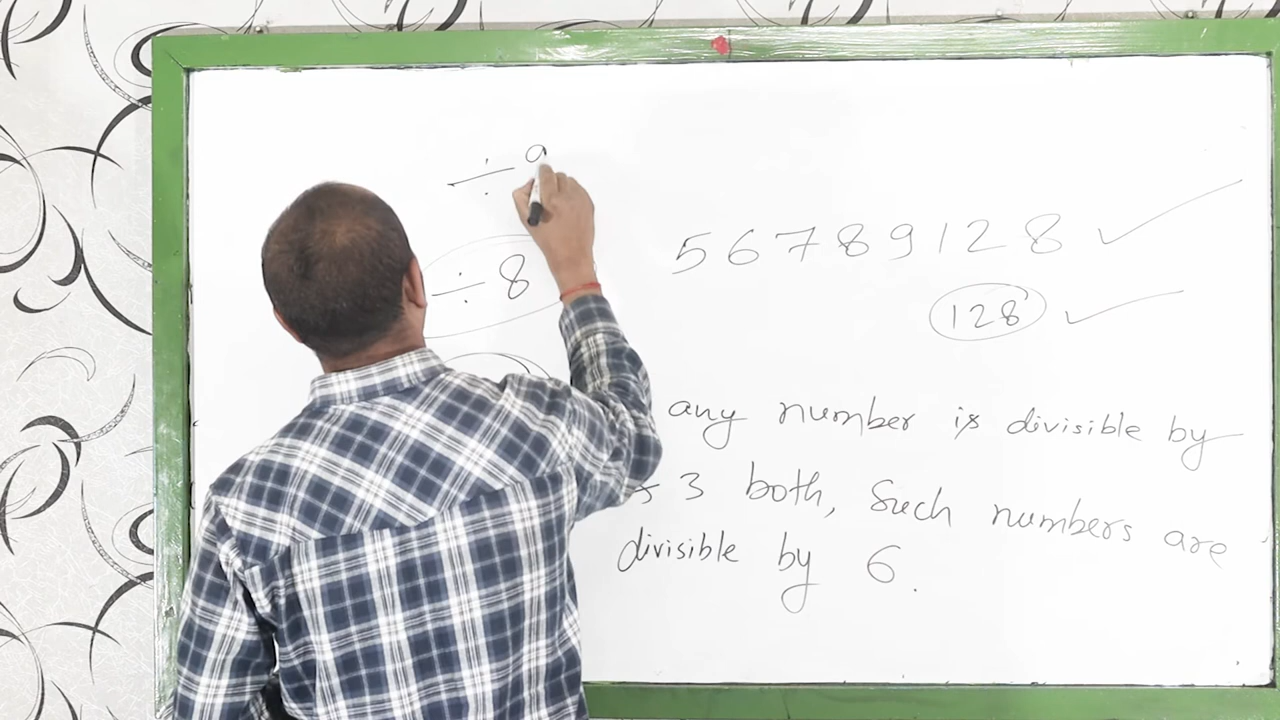 ÷ 9
56789128
÷ 8
128
any number is divisible by
3 both, Such numbers are
divisible by 6.